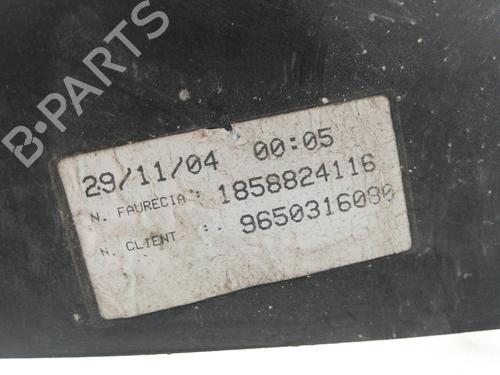 B-PARTS
29/11/04 00:05
N. FAURECIA : 1858824116
N. CLIENT :. 9650316080